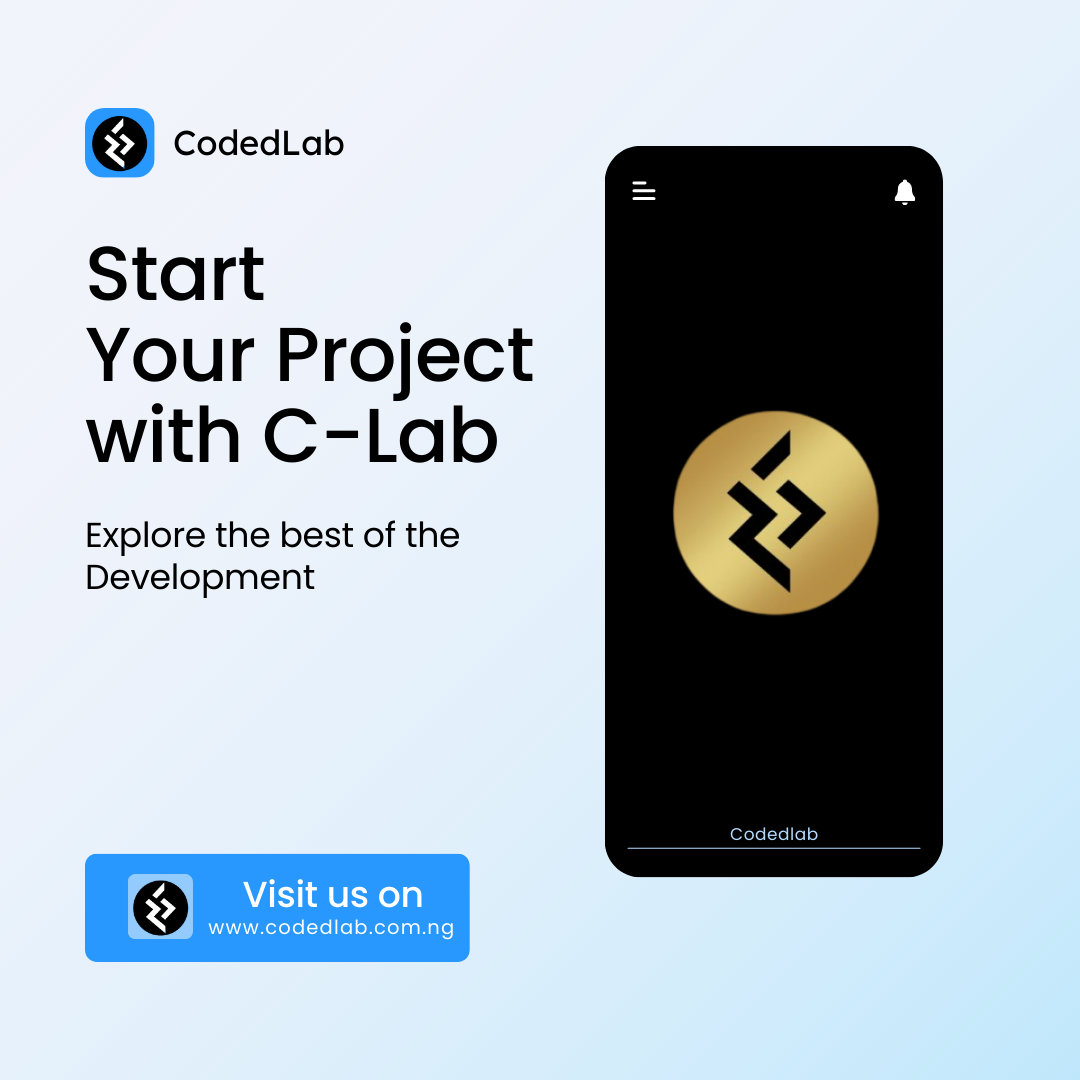 CodedLab
Start
Your Project
with C-Lab
Explore the best of the
Development
Visit us on
www.codedlab.com.ng
Codedlab